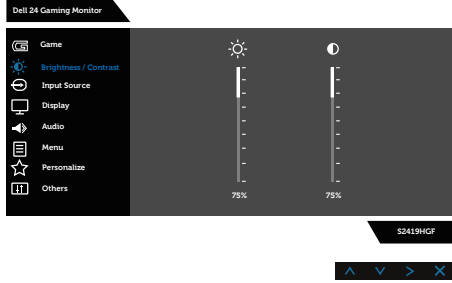 Dell 24 Gaming Monitor
Game
Brightness / Contrast
Input Source
Display
Audio
Menu
Personalize
Others
75%
75%
S2419HGF